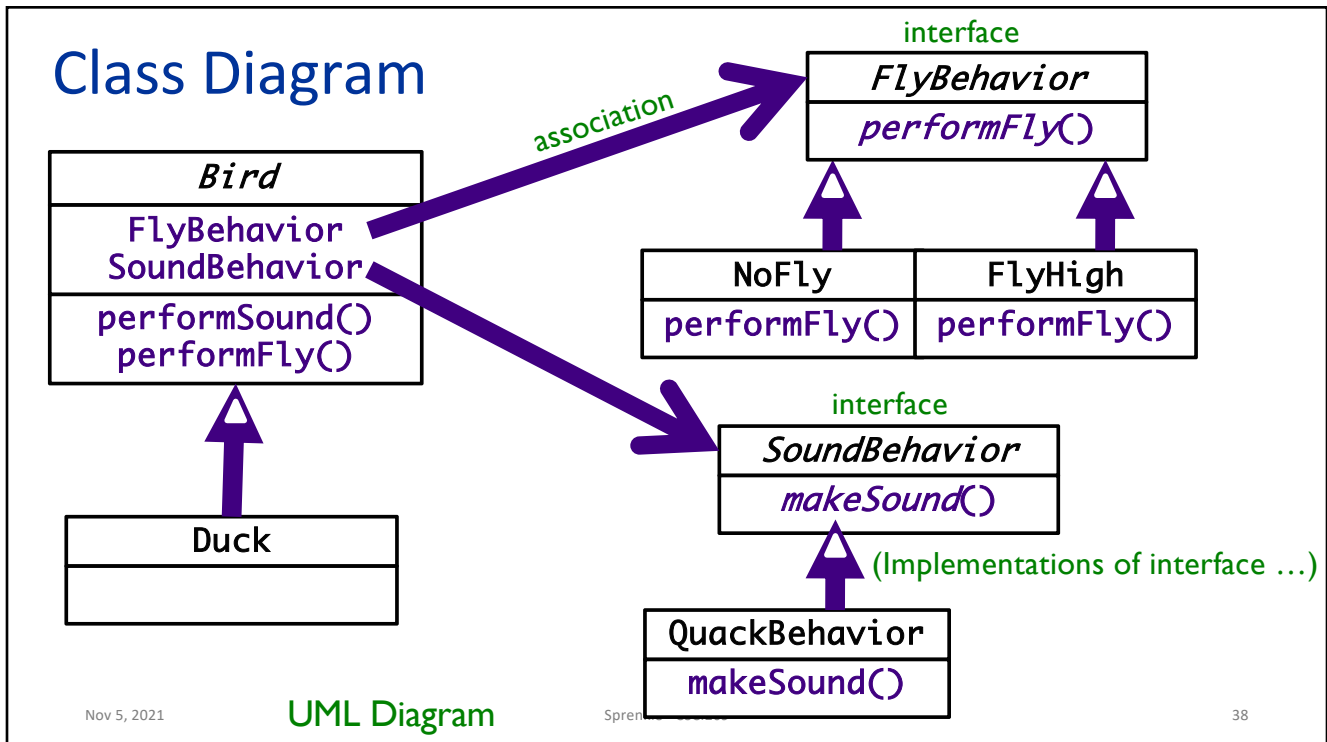 Class Diagram
Bird
FlyBehavior
SoundBehavior
performSound()
performFly()
Duck
association
interface
FlyBehavior
performFly()
NoFly
performFly()
FlyHigh
performFly()
interface
SoundBehavior
makeSound()
(Implementations of interface …)
QuackBehavior
makeSound()
Nov 5, 2021
UML Diagram
38